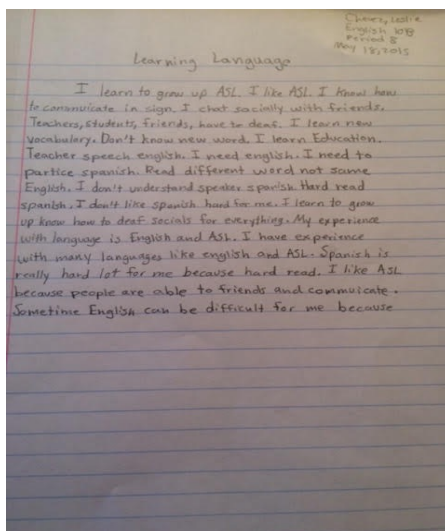 Chavez, Leslie
English 10B
Period 8
May 18, 2015
Learning Language
I learn to grow up ASL. I like ASL. I know how
to communicate in sign. I chat socially with friends.
Teachers, students, friends, have to deaf. I learn new
vocabulary. Don't know new word. I learn Education.
Teacher speech english. I need english. I need to
partice spanish. Read different word not same
English. I don't understand speaker spanish. Hard read
spanish. I don't like spanish hard for me. I learn to grow
up know how to deaf socials for everything. My experience
with language is English and ASL. I have experience
with many languages like english and ASL. Spanish is
really hard lot for me because hard read. I like ASL
because people are able to friends and commuicate.
Sometime English can be difficult for me because